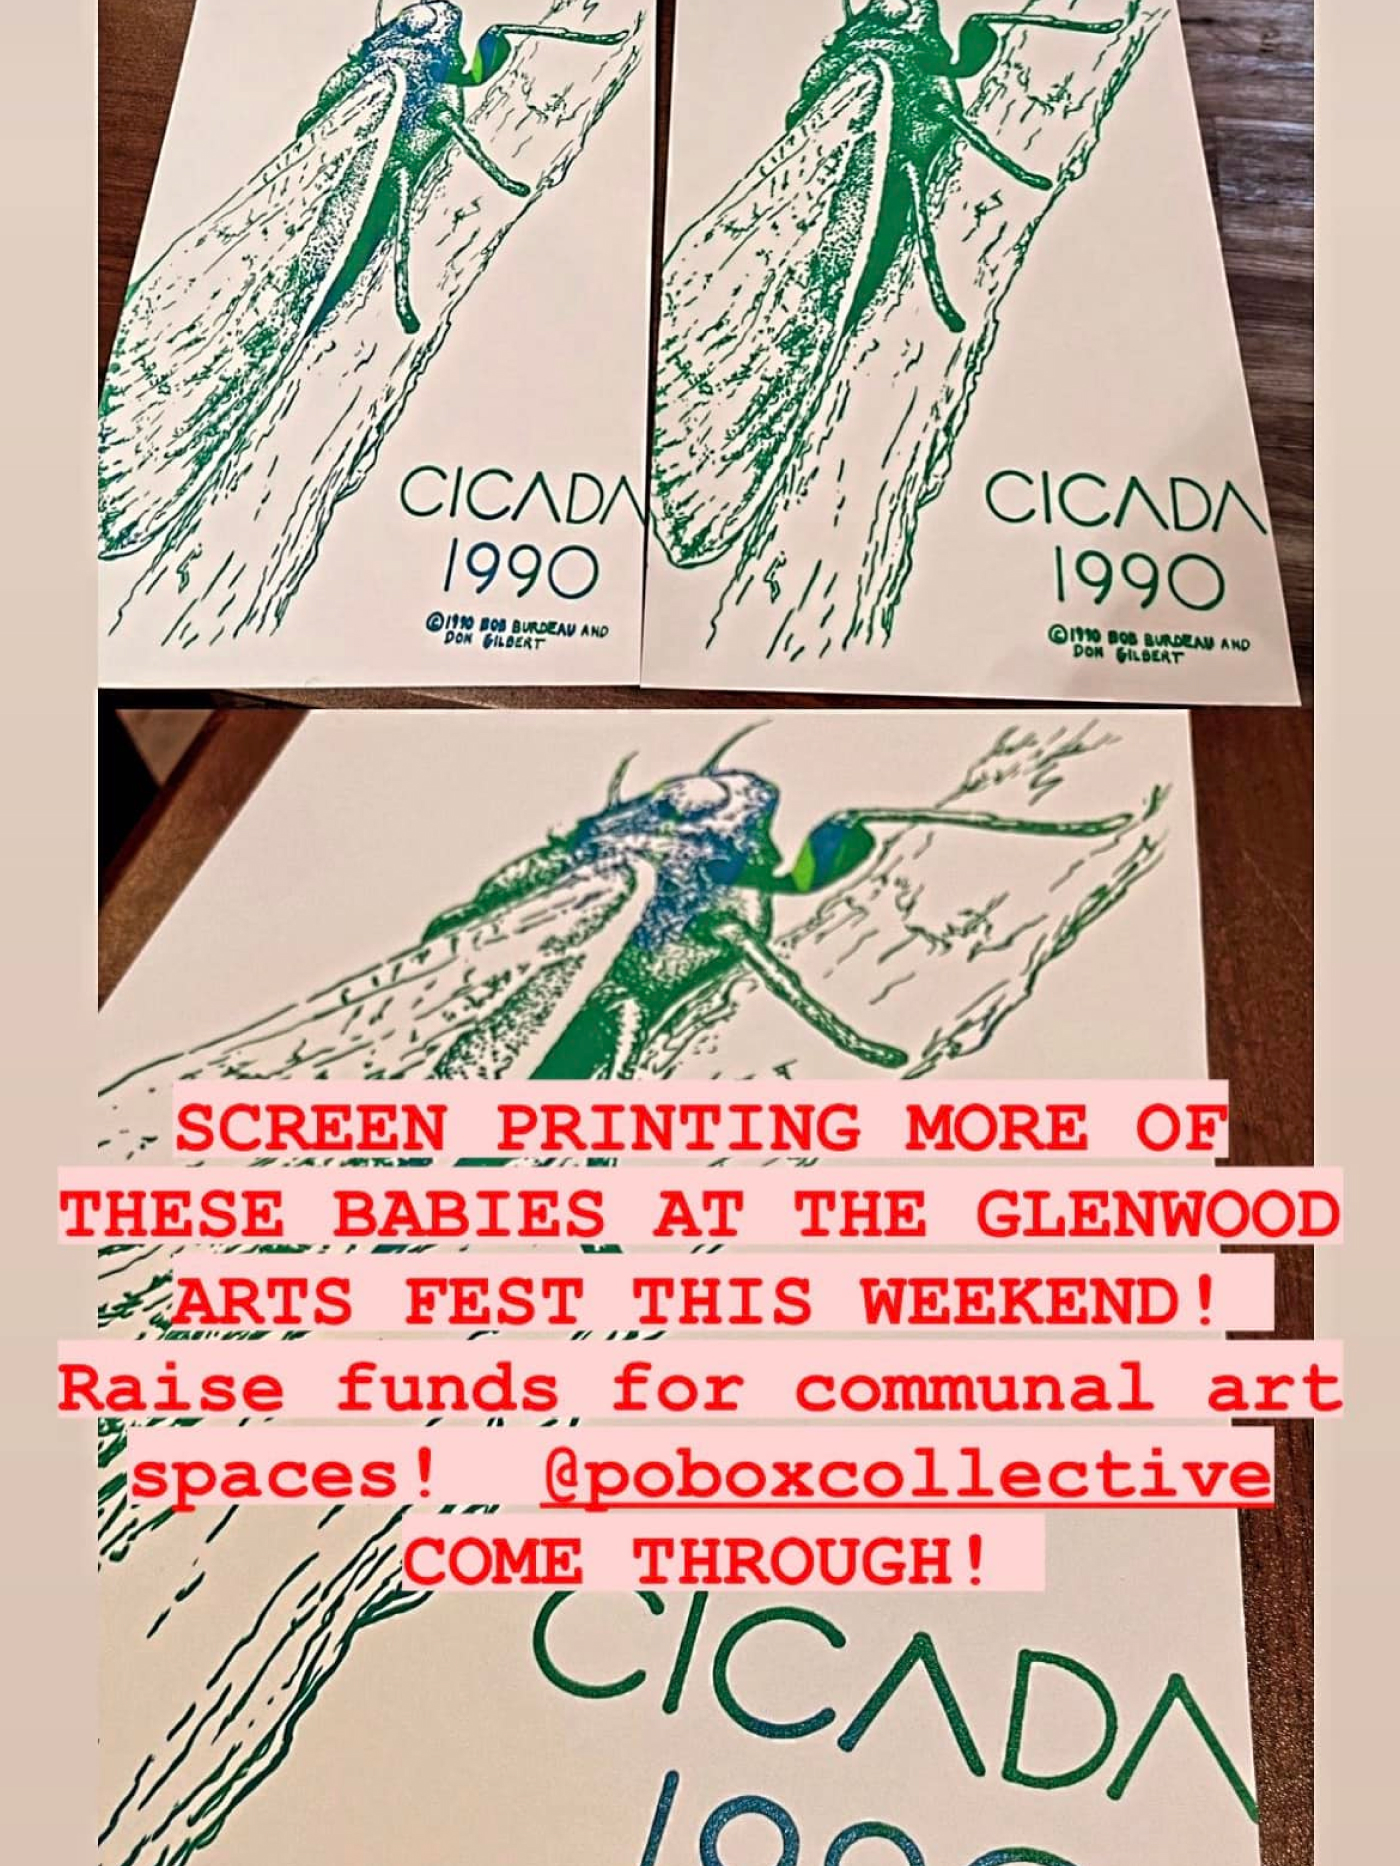 CICADA
1990
©1990 BOB BURDEAU AND
DON GILBERT
CICADA
1990
©1990 BOB BURDEAU AND
DON GILBERT
SCREEN PRINTING MORE OF
THESE BABIES AT THE GLENWOOD
ARTS FEST THIS WEEKEND!
Raise funds for communal art
spaces! @poboxcollective
COME THROUGH!
CICADA
1990